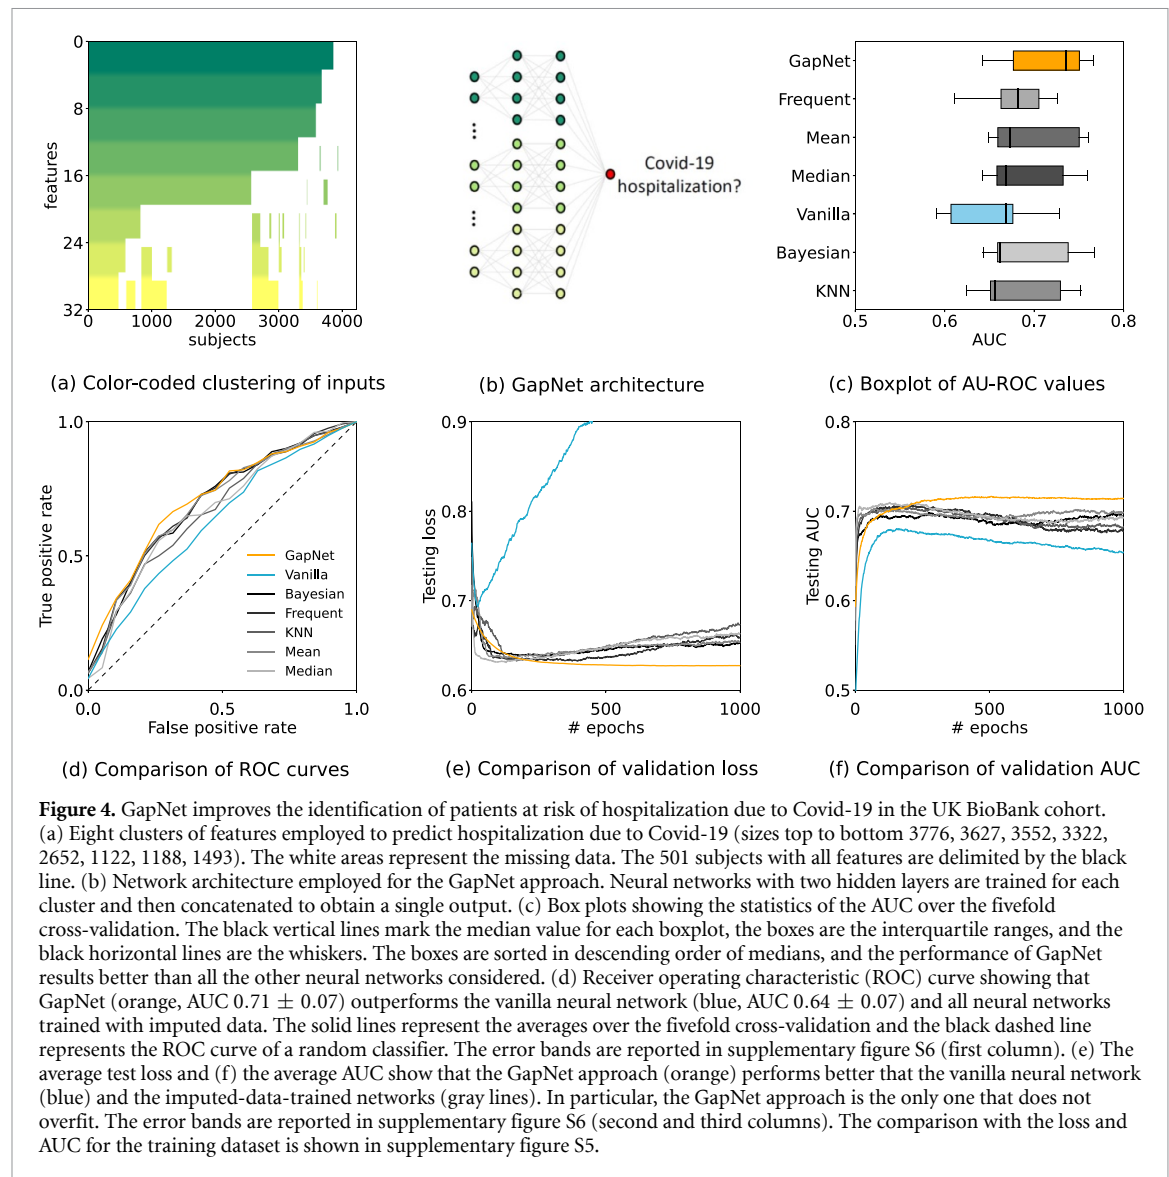 0
8
16
24
32
features
0
1000
2000
3000
4000
subjects
(a) Color-coded clustering of inputs
Covid-19
hospitalization?
(b) GapNet architecture
GapNet
Frequent
Mean
Median
Vanilla
Bayesian
KNN
0.5
0.6
0.7
0.8
AUC
(c) Boxplot of AU-ROC values
1.0
0.5
0.0
True positive rate
GapNet
Vanilla
Bayesian
Frequent
KNN
Mean
Median
0.0
0.5
1.0
False positive rate
(d) Comparison of ROC curves
0.9
0.8
0.7
0.6
Testing loss
0
500
1000
# epochs
(e) Comparison of validation loss
0.8
0.7
0.6
0.5
Testing AUC
0
500
1000
# epochs
(f) Comparison of validation AUC
Figure 4. GapNet improves the identification of patients at risk of hospitalization due to Covid-19 in the UK BioBank cohort.
(a) Eight clusters of features employed to predict hospitalization due to Covid-19 (sizes top to bottom 3776, 3627, 3552, 3322,
2652, 1122, 1188, 1493). The white areas represent the missing data. The 501 subjects with all features are delimited by the black
line. (b) Network architecture employed for the GapNet approach. Neural networks with two hidden layers are trained for each
cluster and then concatenated to obtain a single output. (c) Box plots showing the statistics of the AUC over the fivefold
cross-validation. The black vertical lines mark the median value for each boxplot, the boxes are the interquartile ranges, and the
black horizontal lines are the whiskers. The boxes are sorted in descending order of medians, and the performance of GapNet
results better than all the other neural networks considered. (d) Receiver operating characteristic (ROC) curve showing that
GapNet (orange, AUC 0.71 ± 0.07) outperforms the vanilla neural network (blue, AUC 0.64 ± 0.07) and all neural networks
trained with imputed data. The solid lines represent the averages over the fivefold cross-validation and the black dashed line
represents the ROC curve of a random classifier. The error bands are reported in supplementary figure S6 (first column). (e) The
average test loss and (f) the average AUC show that the GapNet approach (orange) performs better that the vanilla neural network
(blue) and the imputed-data-trained networks (gray lines). In particular, the GapNet approach is the only one that does not
overfit. The error bands are reported in supplementary figure S6 (second and third columns). The comparison with the loss and
AUC for the training dataset is shown in supplementary figure S5.